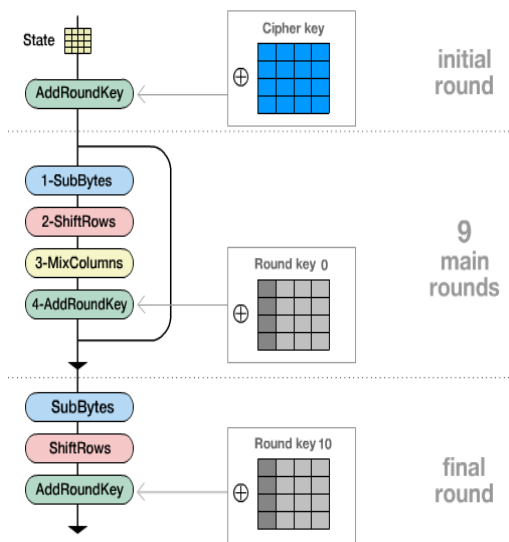 State
Cipher key
initial
round
AddRoundKey
1-SubBytes
2-ShiftRows
3-MixColumns
4-AddRoundKey
Round key 0
9
main
rounds
SubBytes
ShiftRows
AddRoundKey
Round key 10
final
round